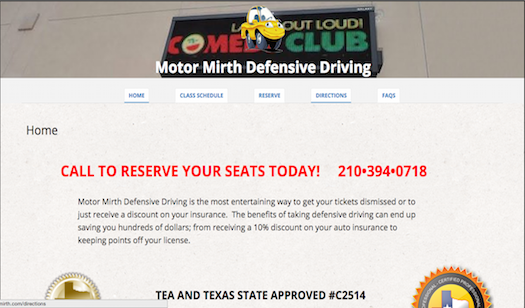 LAUGH OUT LOUD!
COMEDY CLUB
Motor Mirth Defensive Driving
HOME CLASS SCHEDULE RESERVE DIRECTIONS FAQS
Home
CALL TO RESERVE YOUR SEATS TODAY! 210•394•0718
Motor Mirth Defensive Driving is the most entertaining way to get your tickets dismissed or to
just receive a discount on your insurance. The benefits of taking defensive driving can end up
saving you hundreds of dollars; from receiving a 10% discount on your auto insurance to
keeping points off your license.
TEA AND TEXAS STATE APPROVED #C2514
nirth.com/directions